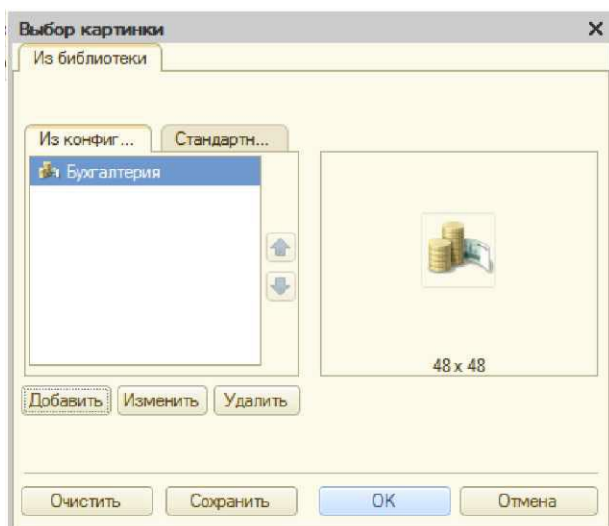 Выбор картинки
Из библиотеки
Из конфиг... Стандартн...
Бухгалтерия
48 x 48
Добавить Изменить Удалить
Очистить Сохранить OK Отмена